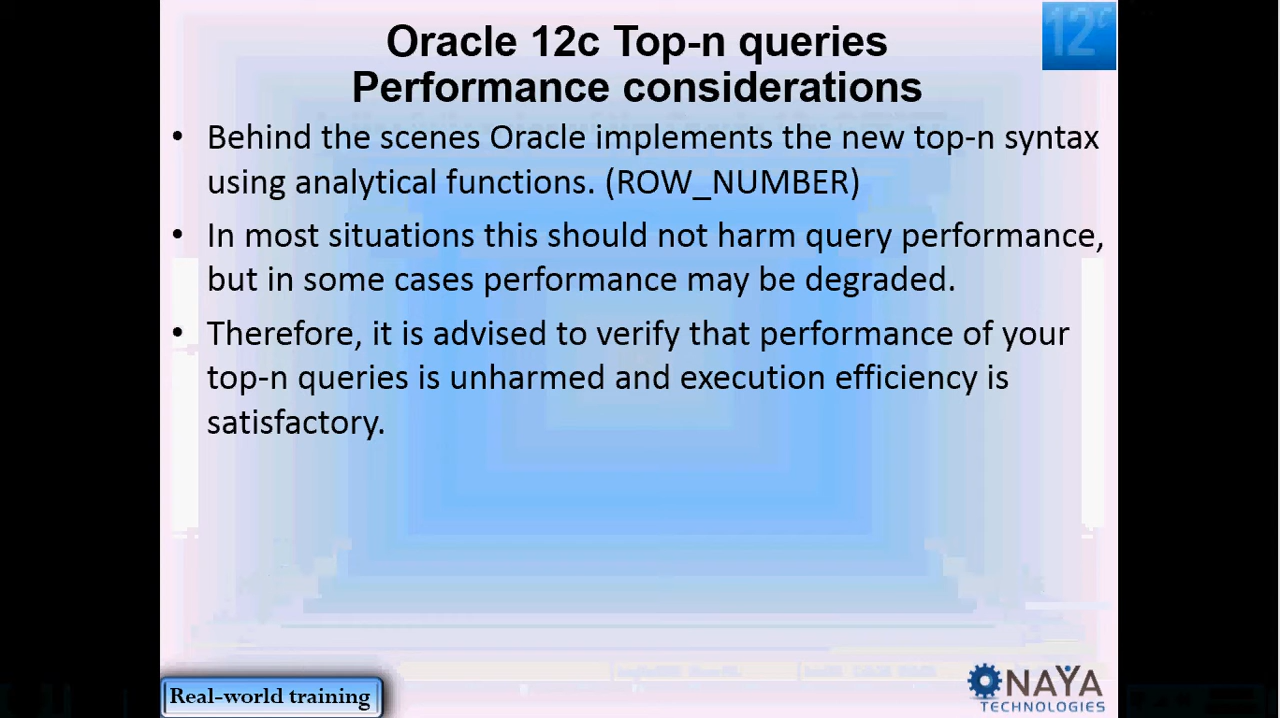 12c
Oracle 12c Top-n queries
Performance considerations
• Behind the scenes Oracle implements the new top-n syntax
using analytical functions. (ROW_NUMBER)
• In most situations this should not harm query performance,
but in some cases performance may be degraded.
• Therefore, it is advised to verify that performance of your
top-n queries is unharmed and execution efficiency is
satisfactory.
Real-world training
NAYA
TECHNOLOGIES